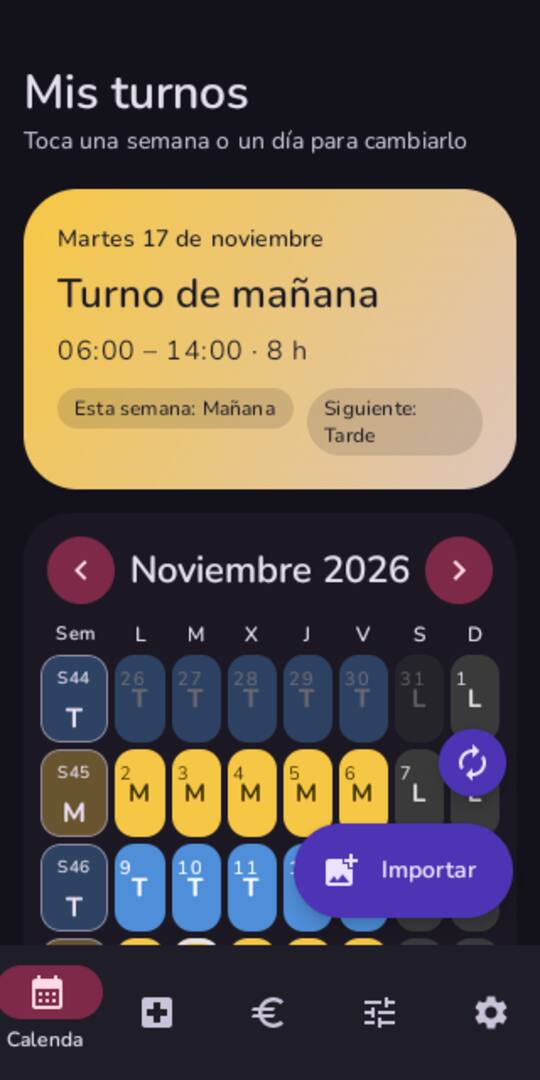 Mis turnos
Toca una semana o un día para cambiarlo
Martes 17 de noviembre
Turno de mañana
06:00 – 14:00 · 8 h
Esta semana: Mañana
Siguiente:
Tarde
Noviembre 2026
Sem L M X J V S D
S44 26 27 28 29 30 31 1
T T T T T T L L
S45 2 3 4 5 6 7
M M M M M M L
S46 9 10 11
T T T T
Importar
Calenda